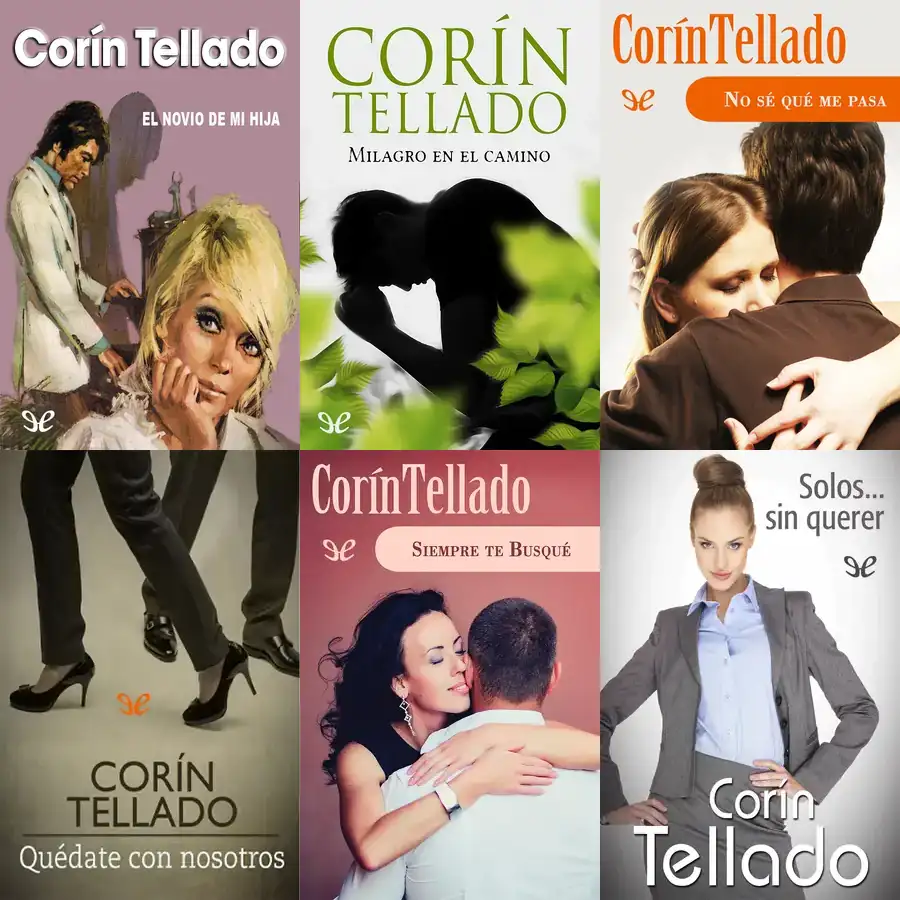 Corín Tellado
EL NOVIO DE MI HIJA
CORÍN
TELLADO
MILAGRO EN EL CAMINO
CorínTellado
NO SÉ QUÉ ME PASA
CORÍN
TELLADO
Quédate con nosotros
CorínTellado
SIEMPRE TE BUSQUÉ
Solos...
sin querer
Corín
Tellado